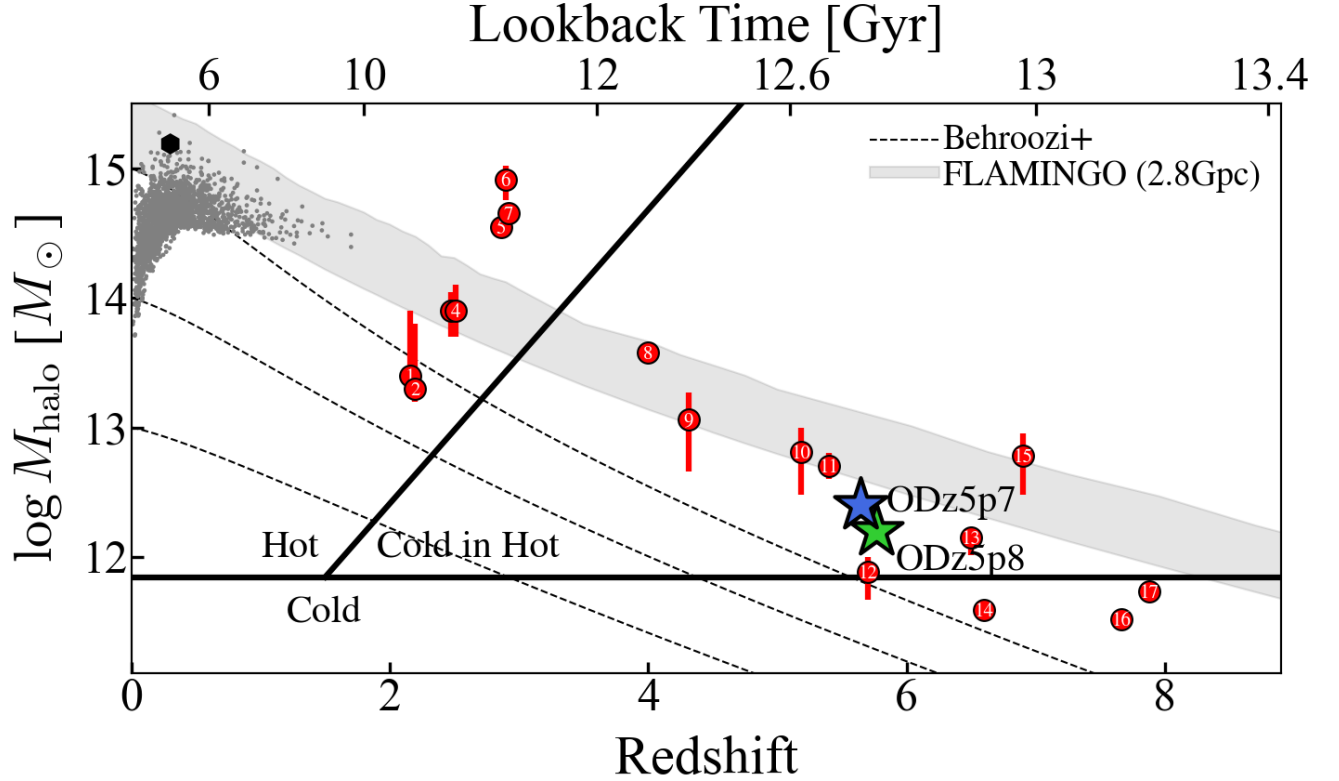 Lookback Time [Gyr]
6 10 12 12.6 13 13.4
Behroozi+
FLAMINGO (2.8Gpc)
log M_halo [M_⊙]
15
14
13
12
6
7
5
4
1
2
8
9
10
11
15
ODz5p7
13
ODz5p8
12
14
17
16
Hot
Cold in Hot
Cold
0 2 4 6 8
Redshift